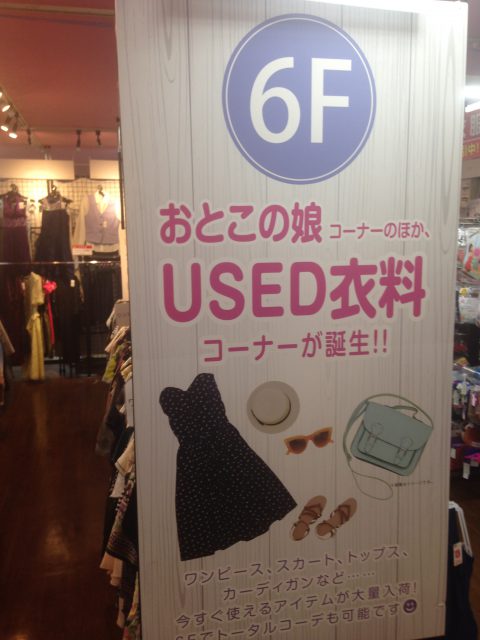 6F
おとこの娘 コーナーのほか、
USED衣料
コーナーが誕生!!
ワンピース、スカート、トップス、
カーディガンなど……
今すぐ使えるアイテムが大量入荷!
6Fでトータルコーデも可能です